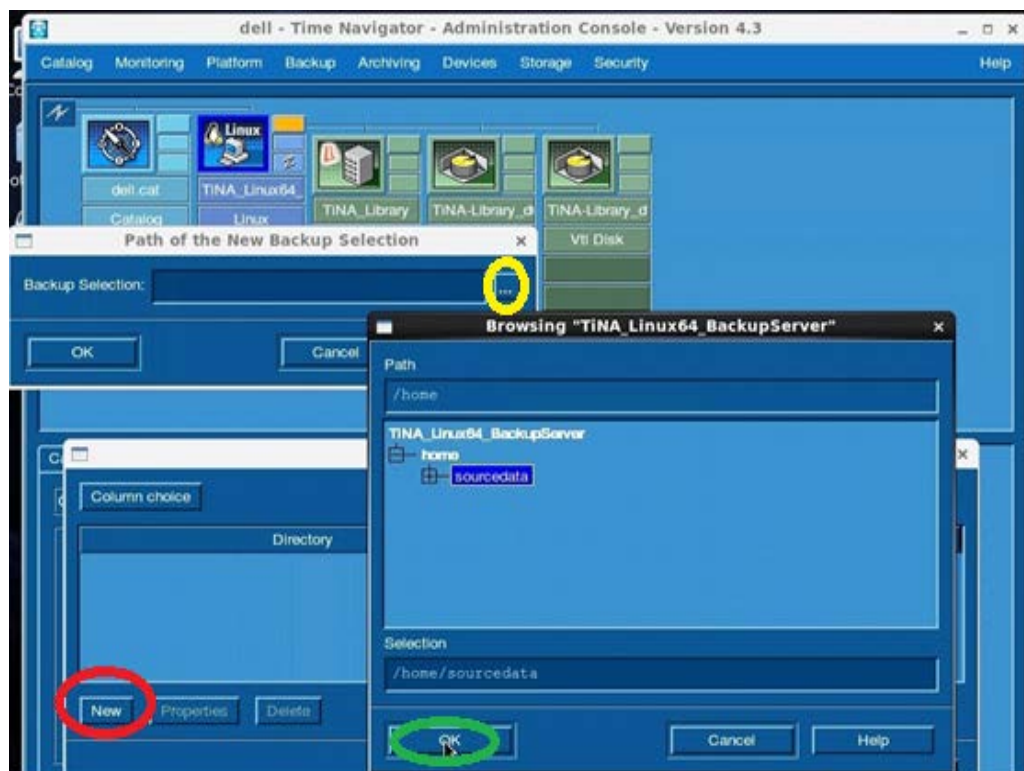 dell - Time Navigator - Administration Console - Version 4.3
Catalog Monitoring Platform Backup Archiving Devices Storage Security Help
Linux
dell.cat TiNA_Linux64_ TiNA_Library TiNA-Library_d TiNA-Library_d
Catalog Linux Vtl Disk
Path of the New Backup Selection
Backup Selection: ...
OK Cancel
Browsing "TiNA_Linux64_BackupServer"
Path
/home
TiNA_Linux64_BackupServer
home
sourcedata
Column choice
Directory
Selection
/home/sourcedata
New Properties Delete
OK Cancel Help